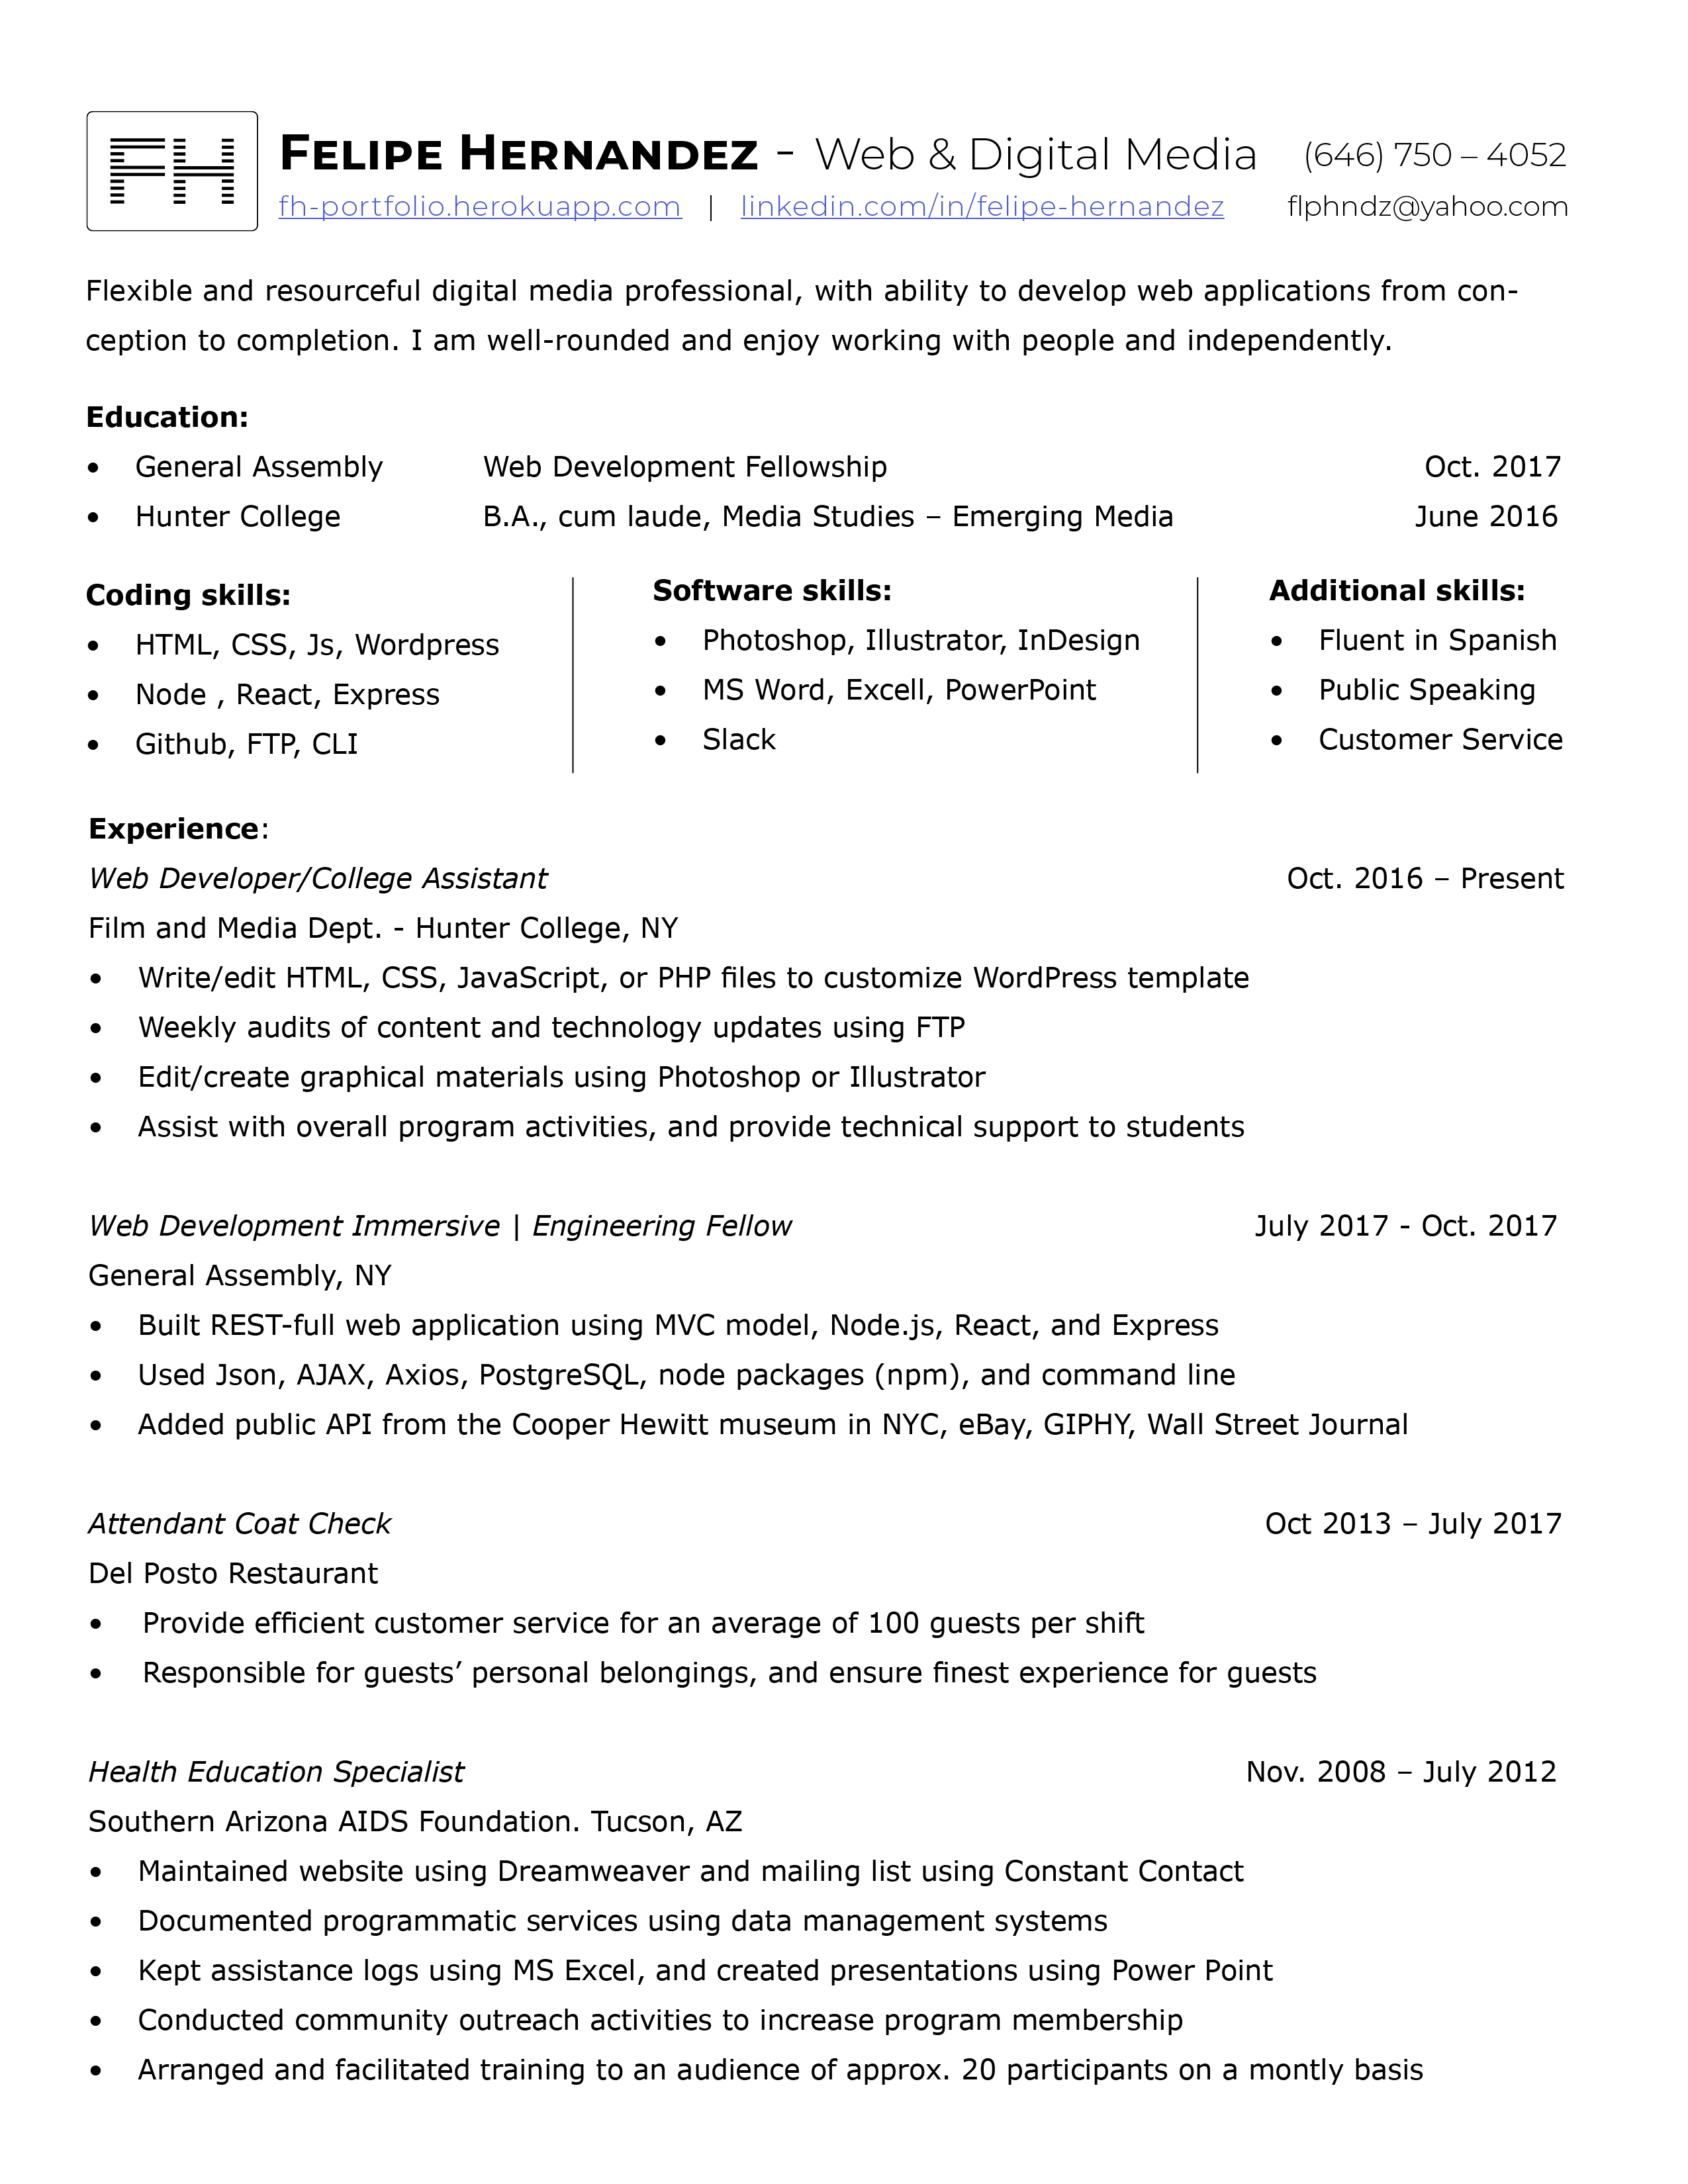 FH
FELIPE HERNANDEZ - Web & Digital Media (646) 750 – 4052
fh-portfolio.herokuapp.com | linkedin.com/in/felipe-hernandez flphndz@yahoo.com
Flexible and resourceful digital media professional, with ability to develop web applications from con-
ception to completion. I am well-rounded and enjoy working with people and independently.
Education:
• General Assembly Web Development Fellowship Oct. 2017
• Hunter College B.A., cum laude, Media Studies – Emerging Media June 2016
Coding skills:
• HTML, CSS, Js, Wordpress
• Node , React, Express
• Github, FTP, CLI
Software skills:
• Photoshop, Illustrator, InDesign
• MS Word, Excell, PowerPoint
• Slack
Additional skills:
• Fluent in Spanish
• Public Speaking
• Customer Service
Experience:
Web Developer/College Assistant Oct. 2016 – Present
Film and Media Dept. - Hunter College, NY
• Write/edit HTML, CSS, JavaScript, or PHP files to customize WordPress template
• Weekly audits of content and technology updates using FTP
• Edit/create graphical materials using Photoshop or Illustrator
• Assist with overall program activities, and provide technical support to students
Web Development Immersive | Engineering Fellow July 2017 - Oct. 2017
General Assembly, NY
• Built REST-full web application using MVC model, Node.js, React, and Express
• Used Json, AJAX, Axios, PostgreSQL, node packages (npm), and command line
• Added public API from the Cooper Hewitt museum in NYC, eBay, GIPHY, Wall Street Journal
Attendant Coat Check Oct 2013 – July 2017
Del Posto Restaurant
• Provide efficient customer service for an average of 100 guests per shift
• Responsible for guests’ personal belongings, and ensure finest experience for guests
Health Education Specialist Nov. 2008 – July 2012
Southern Arizona AIDS Foundation. Tucson, AZ
• Maintained website using Dreamweaver and mailing list using Constant Contact
• Documented programmatic services using data management systems
• Kept assistance logs using MS Excel, and created presentations using Power Point
• Conducted community outreach activities to increase program membership
• Arranged and facilitated training to an audience of approx. 20 participants on a montly basis